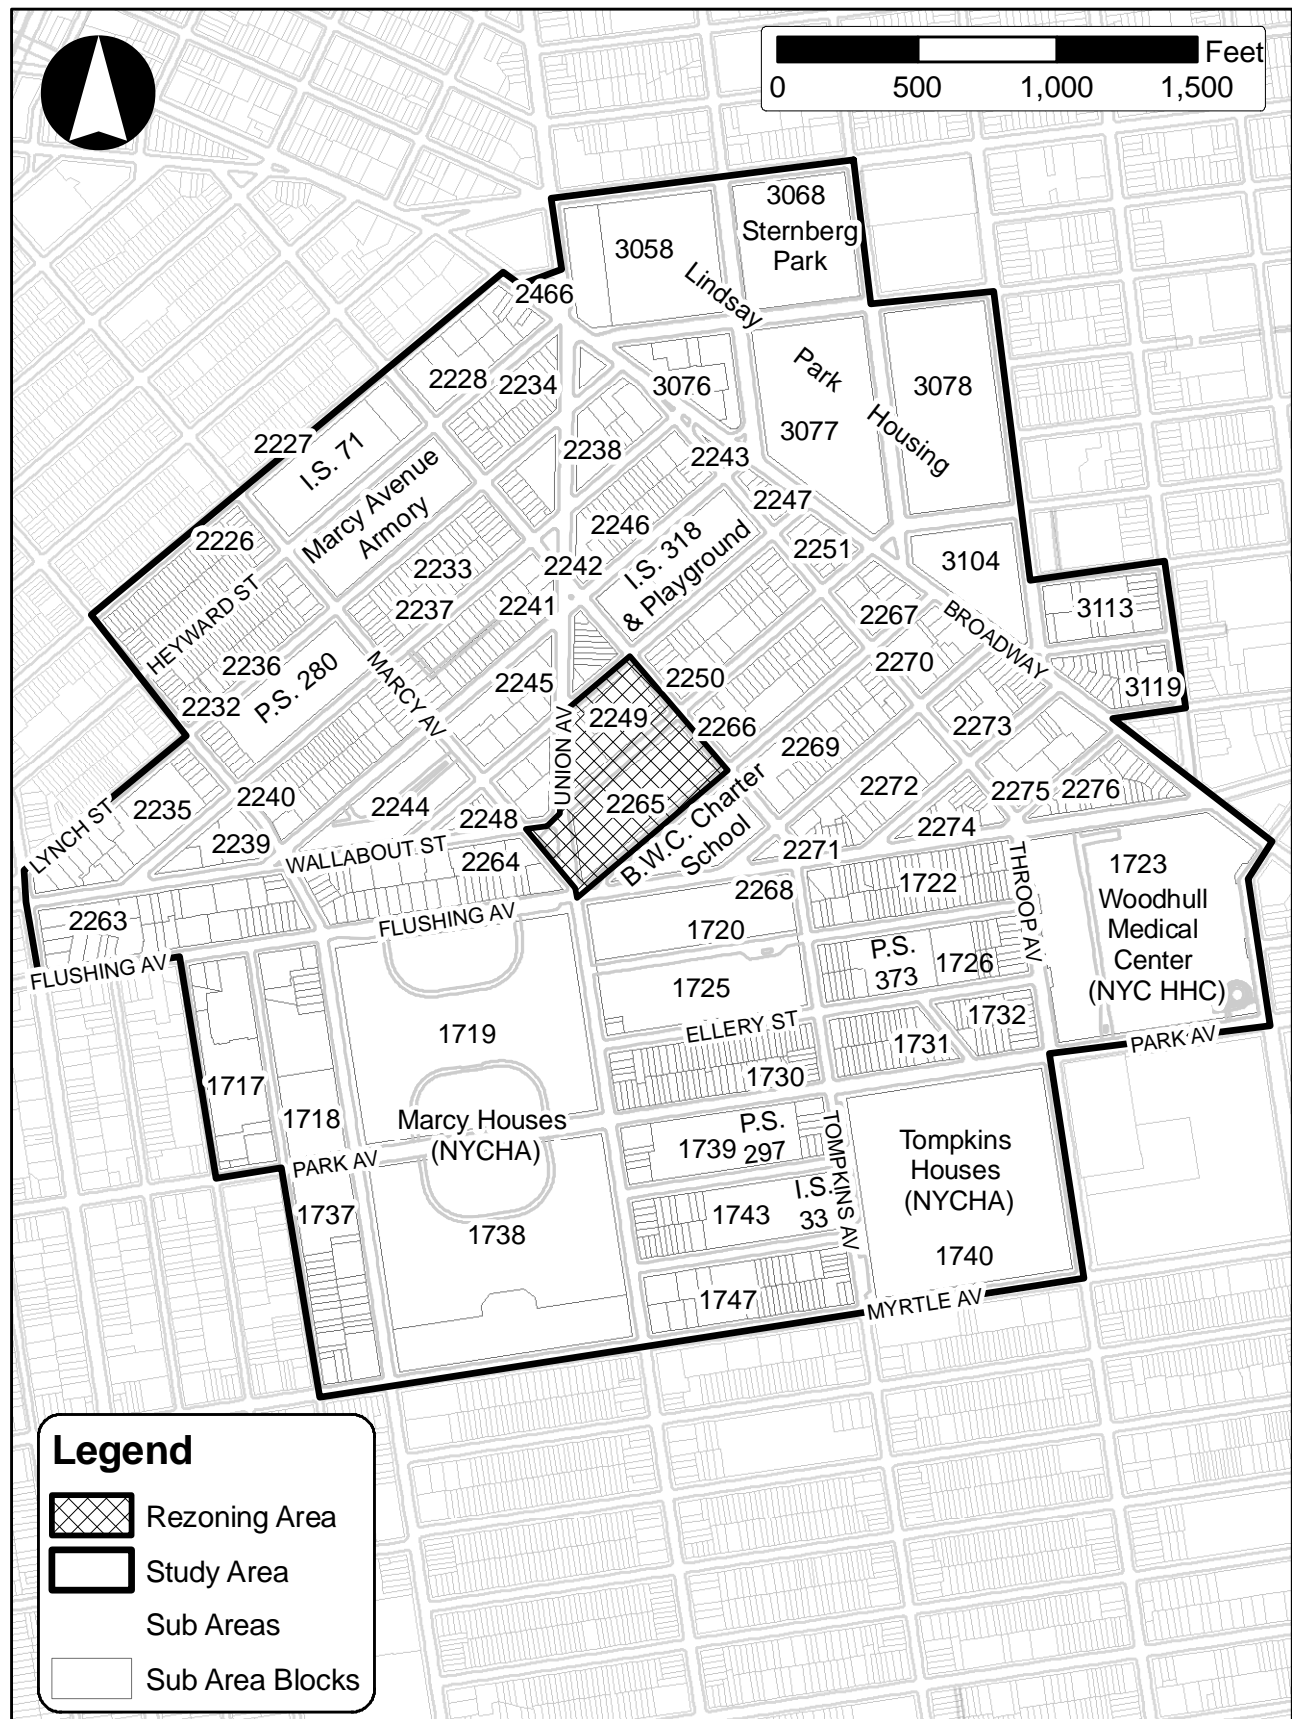 Feet
0 500 1,000 1,500
3068
Sternberg
Park
3058
Lindsay
2466
Park
Housing
3078
3077
3076
2228
2234
2227
I.S. 71
2238
2243
Marcy Avenue
Armory
2247
2226
2246
I.S. 318
& Playground
2251
2233
2242
3104
2237
2241
3113
HEYWARD ST
2267
BROADWAY
2236
P.S. 280
MARCY AV
2270
2245
2250
3119
2232
2249
UNION AV
2266
2273
2269
2235
2240
2244
2248
2265
B.W.C. Charter
School
2272
2275
2276
LYNCH ST
2239
WALLABOUT ST
2264
2274
2271
THROOP AV
1723
Woodhull
Medical
Center
(NYC HHC)
2268
1722
2263
FLUSHING AV
1720
P.S.
373
1726
FLUSHING AV
1725
1719
ELLERY ST
1732
1731
PARK AV
1717
1730
1718
Marcy Houses
(NYCHA)
P.S.
297
1739
TOMPKINS AV
Tompkins
Houses
(NYCHA)
PARK AV
I.S.
33
1737
1743
1738
1740
1747
MYRTLE AV
Legend
Rezoning Area
Study Area
Sub Areas
Sub Area Blocks